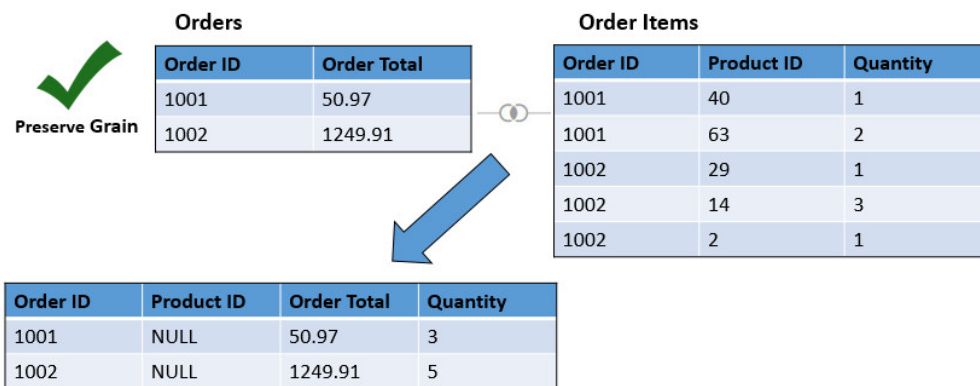 Orders
Order ID Order Total
1001 50.97
1002 1249.91
Preserve Grain
Order Items
Order ID Product ID Quantity
1001 40 1
1001 63 2
1002 29 1
1002 14 3
1002 2 1
Order ID Product ID Order Total Quantity
1001 NULL 50.97 3
1002 NULL 1249.91 5